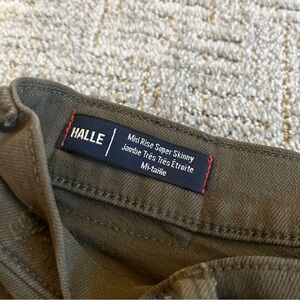 HALLE
Mid Rise Super Skinny
Jambe Très Très Étroite
Mi-taille